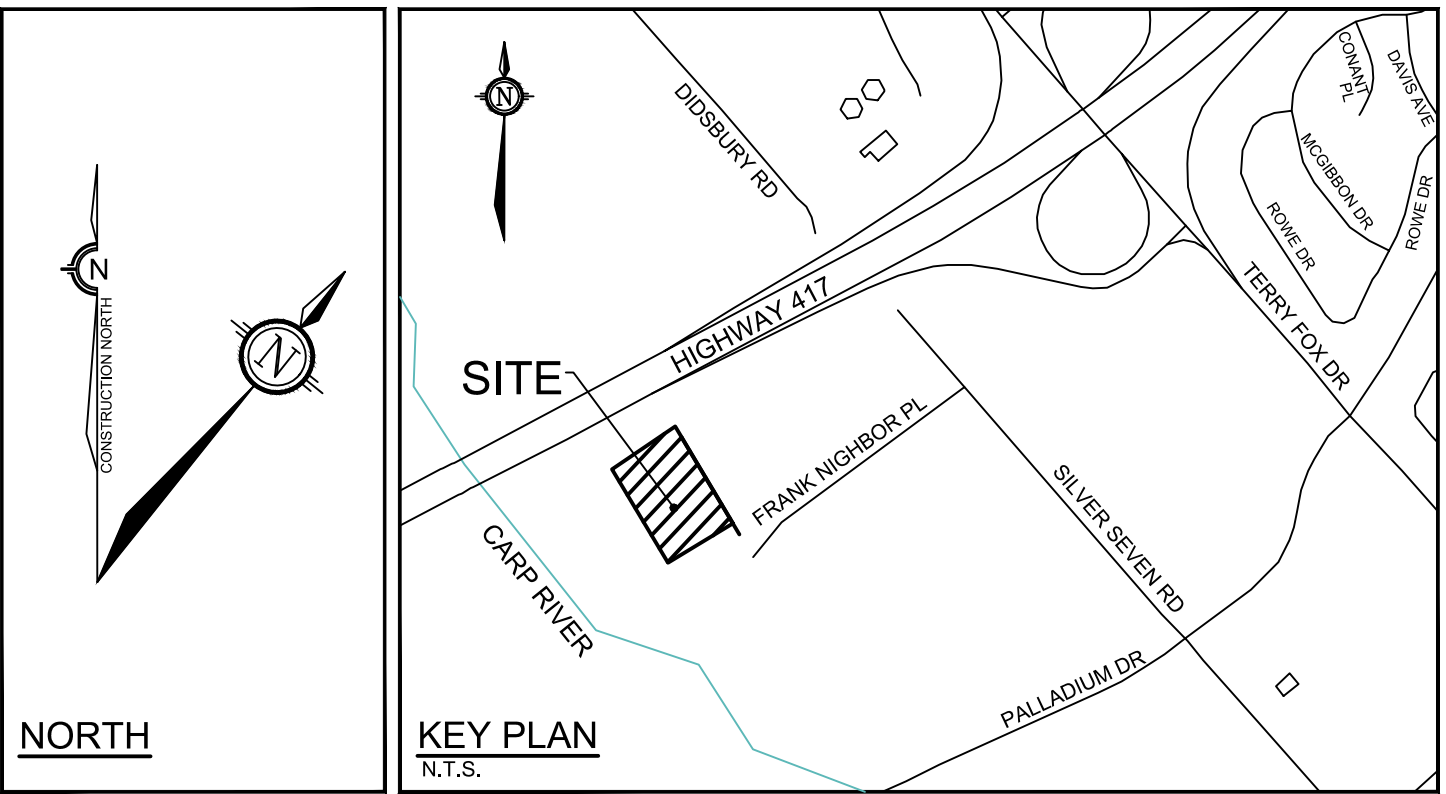 N
CONSTRUCTION NORTH
N
NORTH
N
DIDSBURY RD
CONANT
PL
DAVIS AVE
MCGIBBON DR
ROWE DR
ROWE DR
TERRY FOX DR
HIGHWAY 417
SITE
FRANK NIGHBOR PL
SILVER SEVEN RD
CARP RIVER
PALLADIUM DR
KEY PLAN
N.T.S.